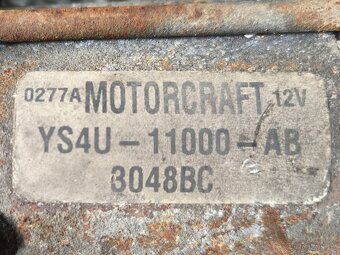 0277A MOTORCRAFT 12V
YS4U-11000-AB
3048BC